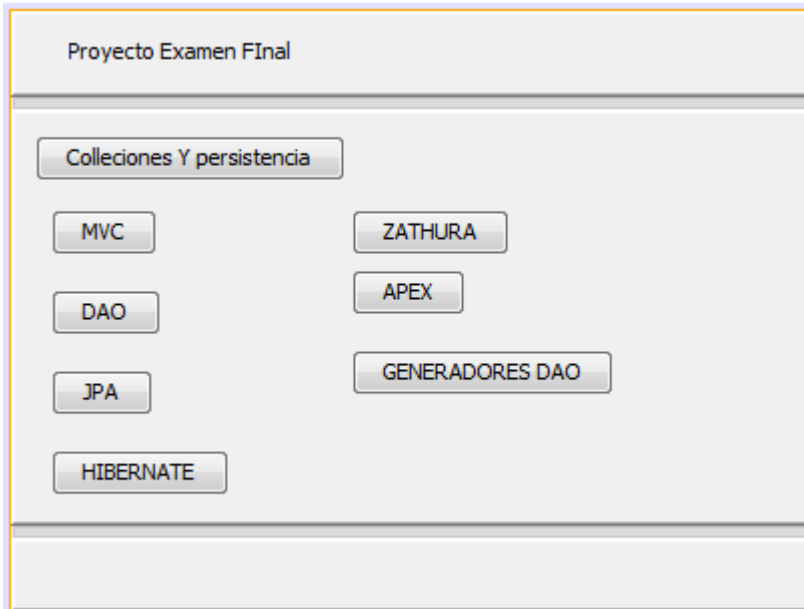 Proyecto Examen FInal
Colleciones Y persistencia
MVC
ZATHURA
APEX
DAO
GENERADORES DAO
JPA
HIBERNATE